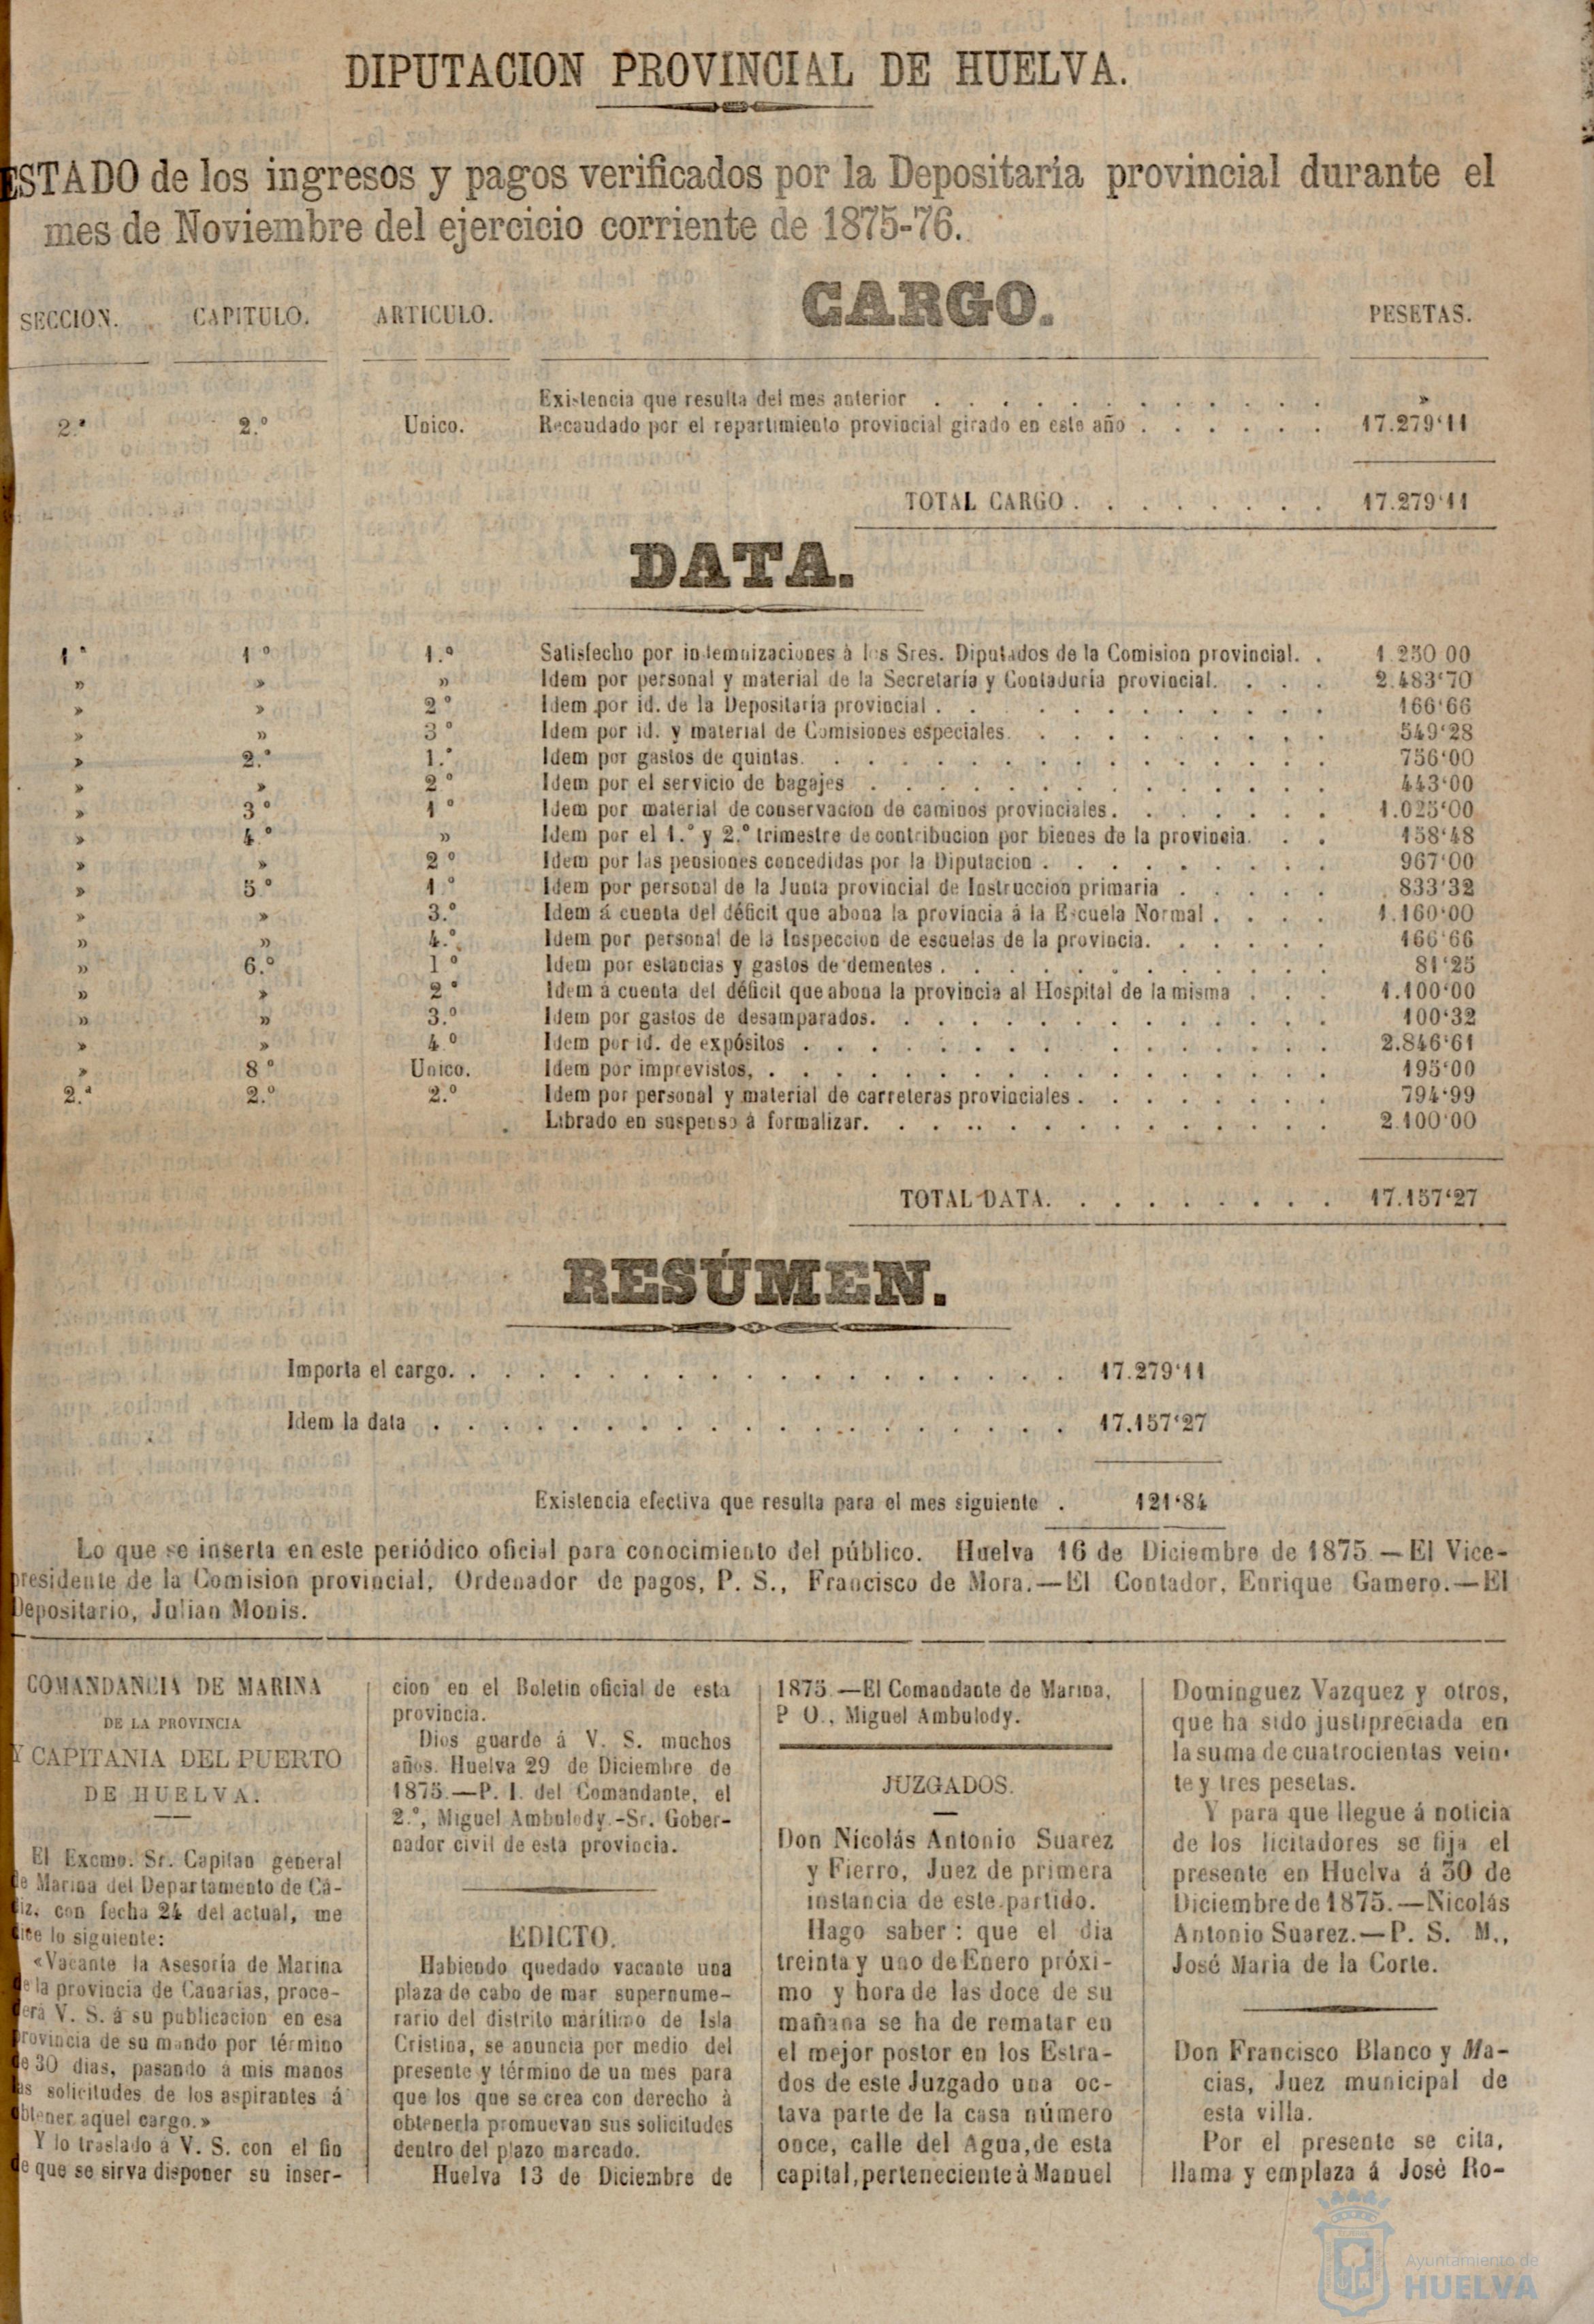 DIPUTACION PROVINCIAL DE HUELVA.
ESTADO de los ingresos y pagos verificados por la Depositaria provincial durante el
mes de Noviembre del ejercicio corriente de 1875-76.
SECCION. CAPITULO. ARTICULO. CARGO. PESETAS.
Existencia que resulta del mes anterior . . . . . . . . . . . . »
2.ª 2.º Unico. Recaudado por el repartimiento provincial girado en este año . . . . . . 17.279‘11
TOTAL CARGO . . . . . . . . 17.279‘11
DATA.
1ª 1º 1.º Satisfecho por indemnizaciones à los Sres. Diputados de la Comision provincial. . 1.250 00
» » » Idem por personal y material de la Secretaria y Contaduria provincial. . . . 2.483‘70
» » 2º Idem por id. de la Depositaria provincial . . . . . . . . . . . 166‘66
» » 3º Idem por id. y material de Comisiones especiales. . . . . . . . . . 549‘28
» 2.º 1.º Idem por gastos de quintas. . . . . . . . . . . . . . . 756‘00
» » 2º Idem por el servicio de bagajes . . . . . . . . . . . . . . 443‘00
» 3º 1º Idem por material de conservacion de caminos provinciales. . . . . . . 1.025‘00
» 4.º » Idem por el 1.º y 2.º trimestre de contribucion por bienes de la provincia. . . 158‘48
» » 2º Idem por las pensiones concedidas por la Diputacion . . . . . . . . . 967‘00
» 5º 1º Idem por personal de la Junta provincial de Instruccion primaria . . . . . 833‘32
» » 3.º Idem á cuenta del déficit que abona la provincia á la Escuela Normal . . . . 1.160‘00
» » 4.º Idem por personal de la Inspeccion de escuelas de la provincia. . . . . . 166‘66
» 6.º 1º Idem por estancias y gastos de dementes . . . . . . . . . . . . 81‘25
» » 2º Idem à cuenta del déficit que abona la provincia al Hospital de la misma . . . 1.100‘00
» » 3.º Idem por gastos de desamparados. . . . . . . . . . . . . . 100‘32
» » 4º Idem por id. de expósitos . . . . . . . . . . . . . . . 2.846‘61
» 8º Unico. Idem por imprevistos, . . . . . . . . . . . . . . . . . 195‘00
2.ª 2.º 2.º Idem por personal y material de carreteras provinciales . . . . . . . . 794‘99
Librado en suspenso à formalizar. . . . . . . . . . . . . . 2.100‘00
TOTAL DATA. . . . . . . . . 17.157‘27
RESÚMEN.
Importa el cargo. . . . . . . . . . . . . . . . . . . 17.279‘11
Idem la data . . . . . . . . . . . . . . . . . . . 17.157‘27
Existencia efectiva que resulta para el mes siguiente . 121‘84
Lo que se inserta en este periódico oficial para conocimiento del público. Huelva 16 de Diciembre de 1875.—El Vice-
presidente de la Comision provincial, Ordenador de pagos, P. S., Francisco de Mora.—El Contador, Enrique Gamero.—El
Depositario, Julian Monis.
COMANDANCIA DE MARINA
DE LA PROVINCIA
Y CAPITANIA DEL PUERTO
DE HUELVA.
El Excmo. Sr. Capitan general
de Marina del Departamento de Cá-
diz, con fecha 24 del actual, me
dice lo siguiente:
«Vacante la Asesoría de Marina
de la provincia de Canarias, proce-
derá V. S. á su publicacion en esa
provincia de su mando por término
de 30 dias, pasando á mis manos
las solicitudes de los aspirantes á
obtener aquel cargo.»
Y lo traslado à V. S. con el fin
de que se sirva disponer su inser-
cion en el Boletin oficial de esta
provincia.
Dios guarde á V. S. muchos
años. Huelva 29 de Diciembre de
1875.—P. I. del Comandante, el
2.º, Miguel Ambulody.-Sr. Gober-
nador civil de esta provincia.
EDICTO.
Habiendo quedado vacante una
plaza de cabo de mar supernume-
rario del distrito marítimo de Isla
Cristina, se anuncia por medio del
presente y término de un mes para
que los que se crea con derecho à
obtenerla promuevan sus solicitudes
dentro del plazo marcado.
Huelva 13 de Diciembre de
1875.—El Comandante de Marina,
P O., Miguel Ambulody.
JUZGADOS.
Don Nicolás Antonio Suarez
y Fierro, Juez de primera
instancia de este partido.
Hago saber: que el dia
treinta y uno de Enero próxi-
mo y hora de las doce de su
mañana se ha de rematar en
el mejor postor en los Estra-
dos de este Juzgado una oc-
tava parte de la casa número
once, calle del Agua, de esta
capital, perteneciente à Manuel
Dominguez Vazquez y otros,
que ha sido justipreciada en
la suma de cuatrocientas vein-
te y tres pesetas.
Y para que llegue á noticia
de los licitadores se fija el
presente en Huelva á 30 de
Diciembre de 1875.—Nicolás
Antonio Suarez.—P. S. M.,
José Maria de la Corte.
Don Francisco Blanco y Ma-
cias, Juez municipal de
esta villa.
Por el presente se cita,
llama y emplaza á José Ro-
Ayuntamiento de
HUELVA